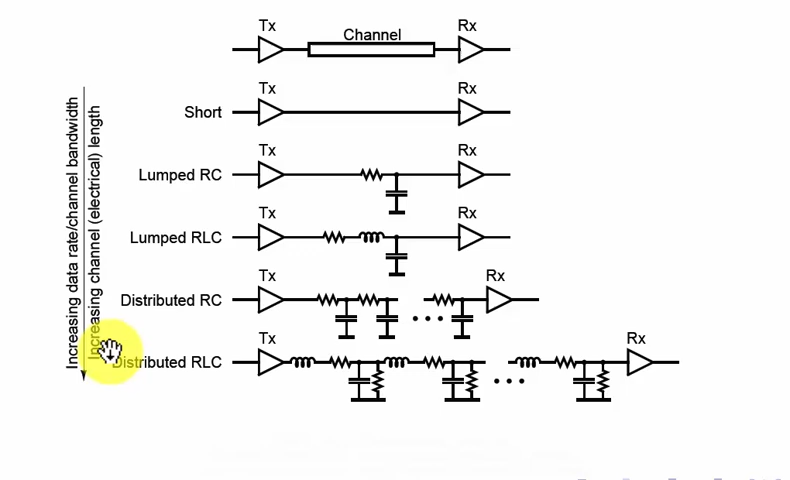 Tx
Channel
Rx
Tx
Rx
Short
Tx
Rx
Lumped RC
Tx
Rx
Lumped RLC
Tx
Rx
Distributed RC
Tx
Rx
Distributed RLC
Increasing data rate/channel bandwidth
Increasing channel (electrical) length